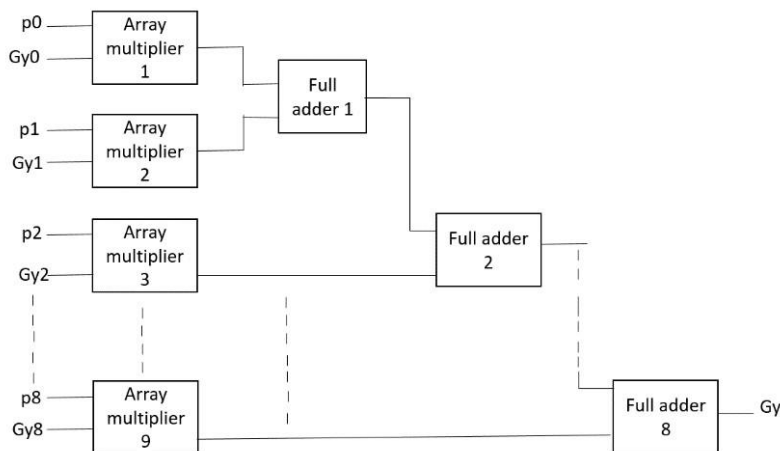 p0
Gy0
Array
multiplier
1
Full
adder 1
p1
Gy1
Array
multiplier
2
p2
Gy2
Array
multiplier
3
Full adder
2
p8
Gy8
Array
multiplier
9
Full adder
8
Gy